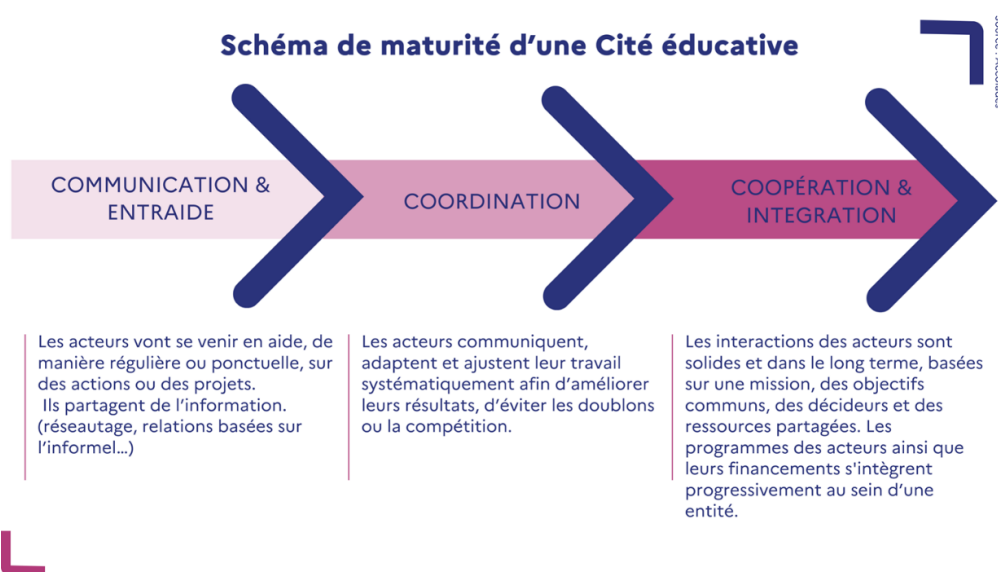 Schéma de maturité d'une Cité éducative
Source : Accolades
COMMUNICATION &
ENTRAIDE
COORDINATION
COOPÉRATION &
INTEGRATION
Les acteurs vont se venir en aide, de
manière régulière ou ponctuelle, sur
des actions ou des projets.
Ils partagent de l'information.
(réseautage, relations basées sur
l'informel...)
Les acteurs communiquent,
adaptent et ajustent leur travail
systématiquement afin d'améliorer
leurs résultats, d'éviter les doublons
ou la compétition.
Les interactions des acteurs sont
solides et dans le long terme, basées
sur une mission, des objectifs
communs, des décideurs et des
ressources partagées. Les
programmes des acteurs ainsi que
leurs financements s'intègrent
progressivement au sein d'une
entité.